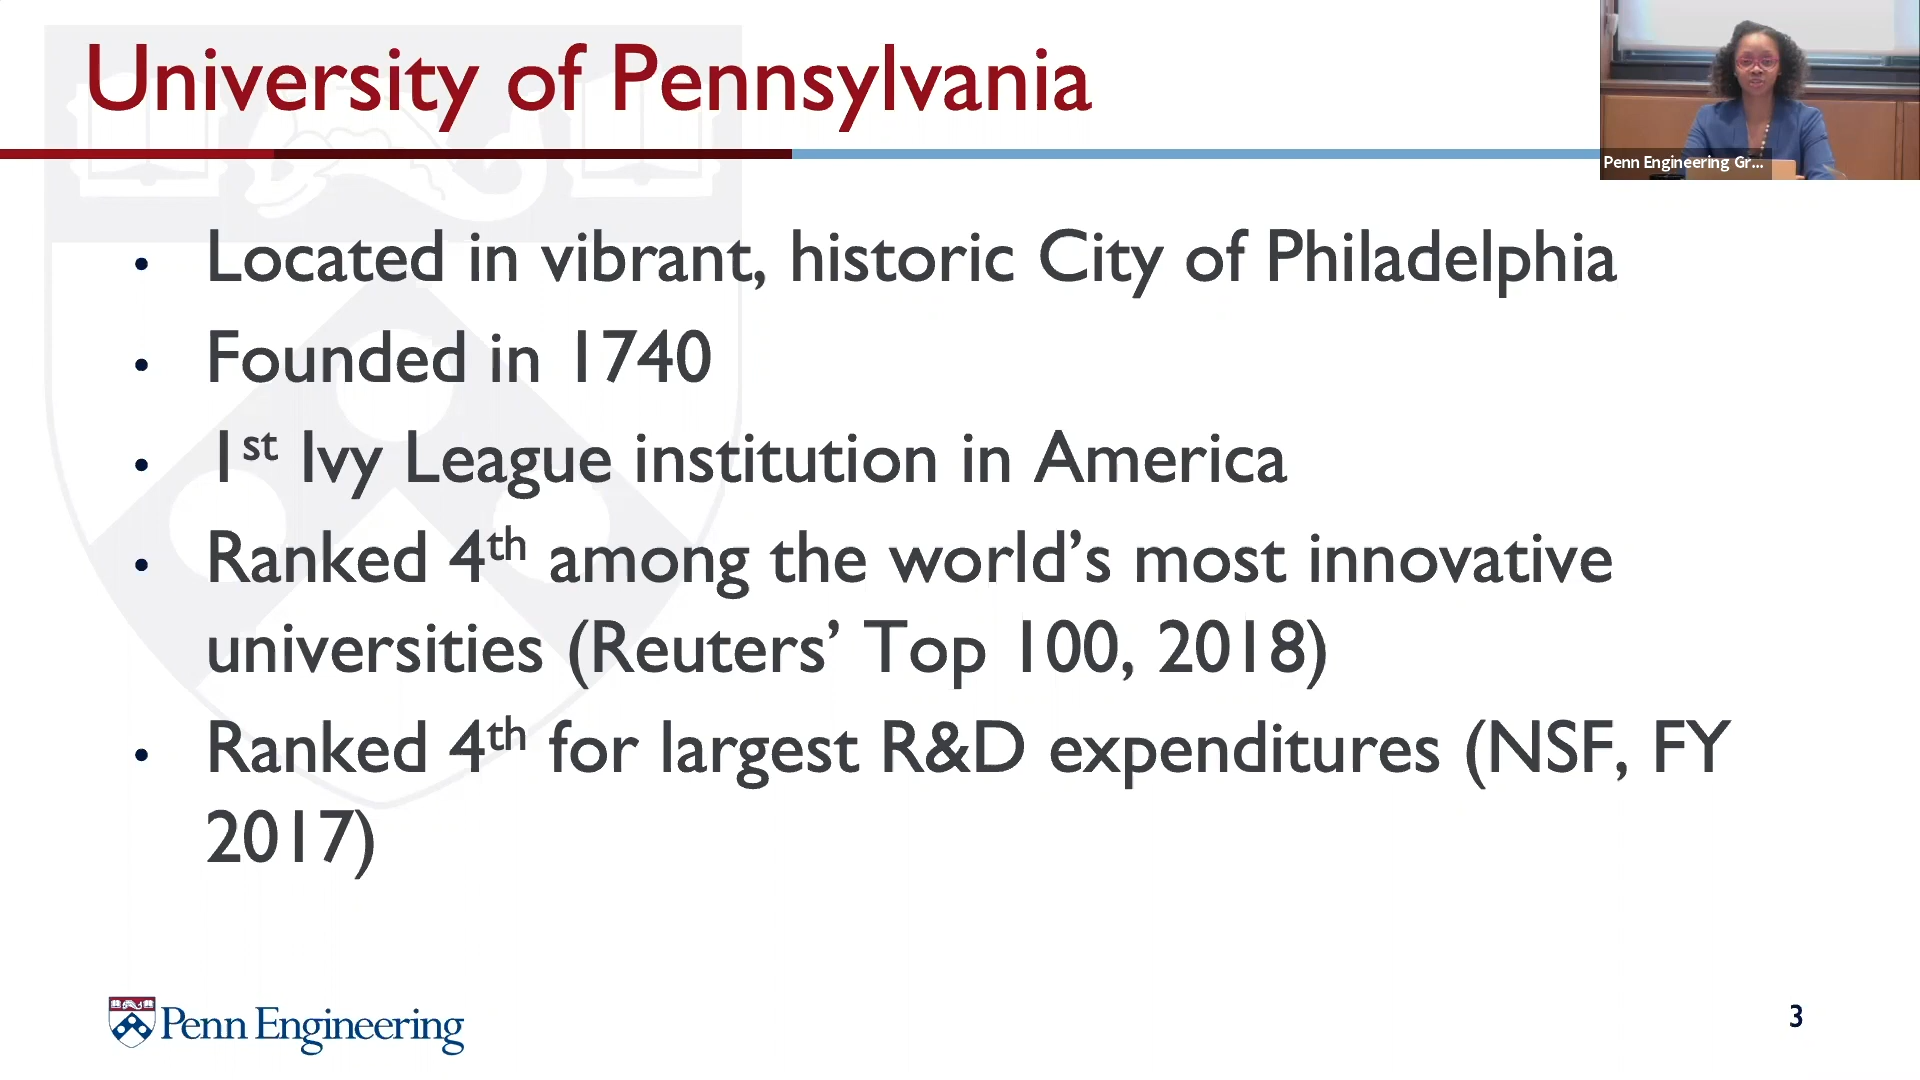 University of Pennsylvania
Penn Engineering Gr...
• Located in vibrant, historic City of Philadelphia
• Founded in 1740
• 1st Ivy League institution in America
• Ranked 4th among the world’s most innovative
universities (Reuters’ Top 100, 2018)
• Ranked 4th for largest R&D expenditures (NSF, FY
2017)
Penn Engineering
3